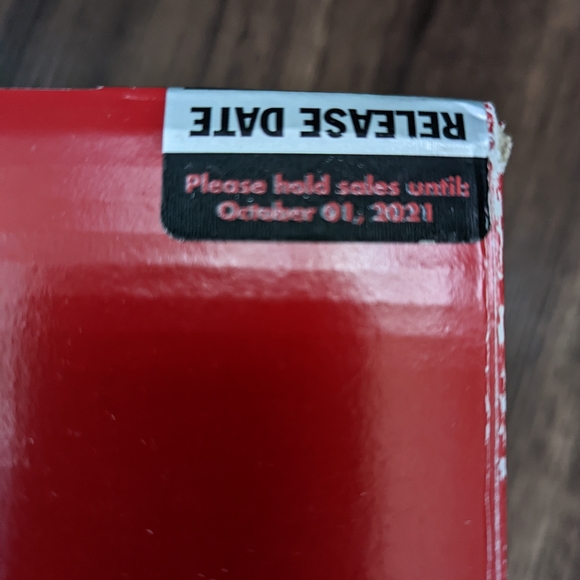 RELEASE DATE
Please hold sales until:
October 01, 2021